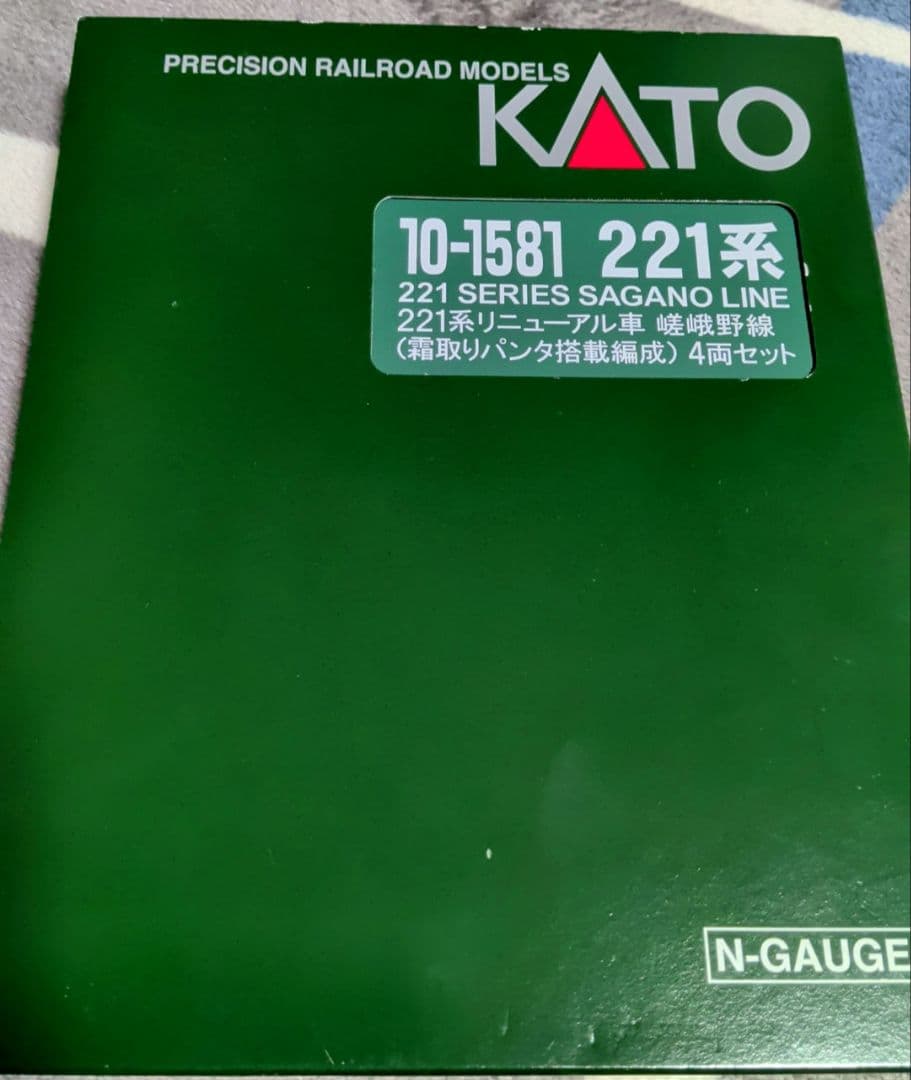 PRECISION RAILROAD MODELS
KATO
10-1581 221系
221 SERIES SAGANO LINE
221系リニューアル車 嵯峨野線
（霜取りパンタ搭載編成）4両セット
N-GAUGE